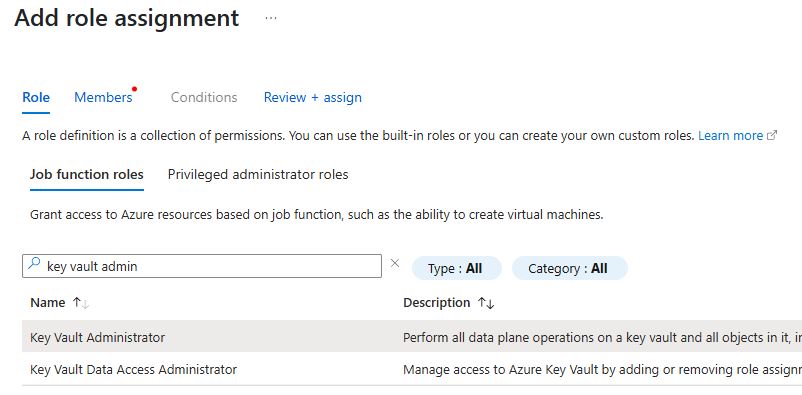 Add role assignment ...
Role Members Conditions Review + assign
A role definition is a collection of permissions. You can use the built-in roles or you can create your own custom roles. Learn more
Job function roles Privileged administrator roles
Grant access to Azure resources based on job function, such as the ability to create virtual machines.
key vault admin × Type : All Category : All
Name ↑↓ Description ↑↓
Key Vault Administrator Perform all data plane operations on a key vault and all objects in it, in
Key Vault Data Access Administrator Manage access to Azure Key Vault by adding or removing role assignm